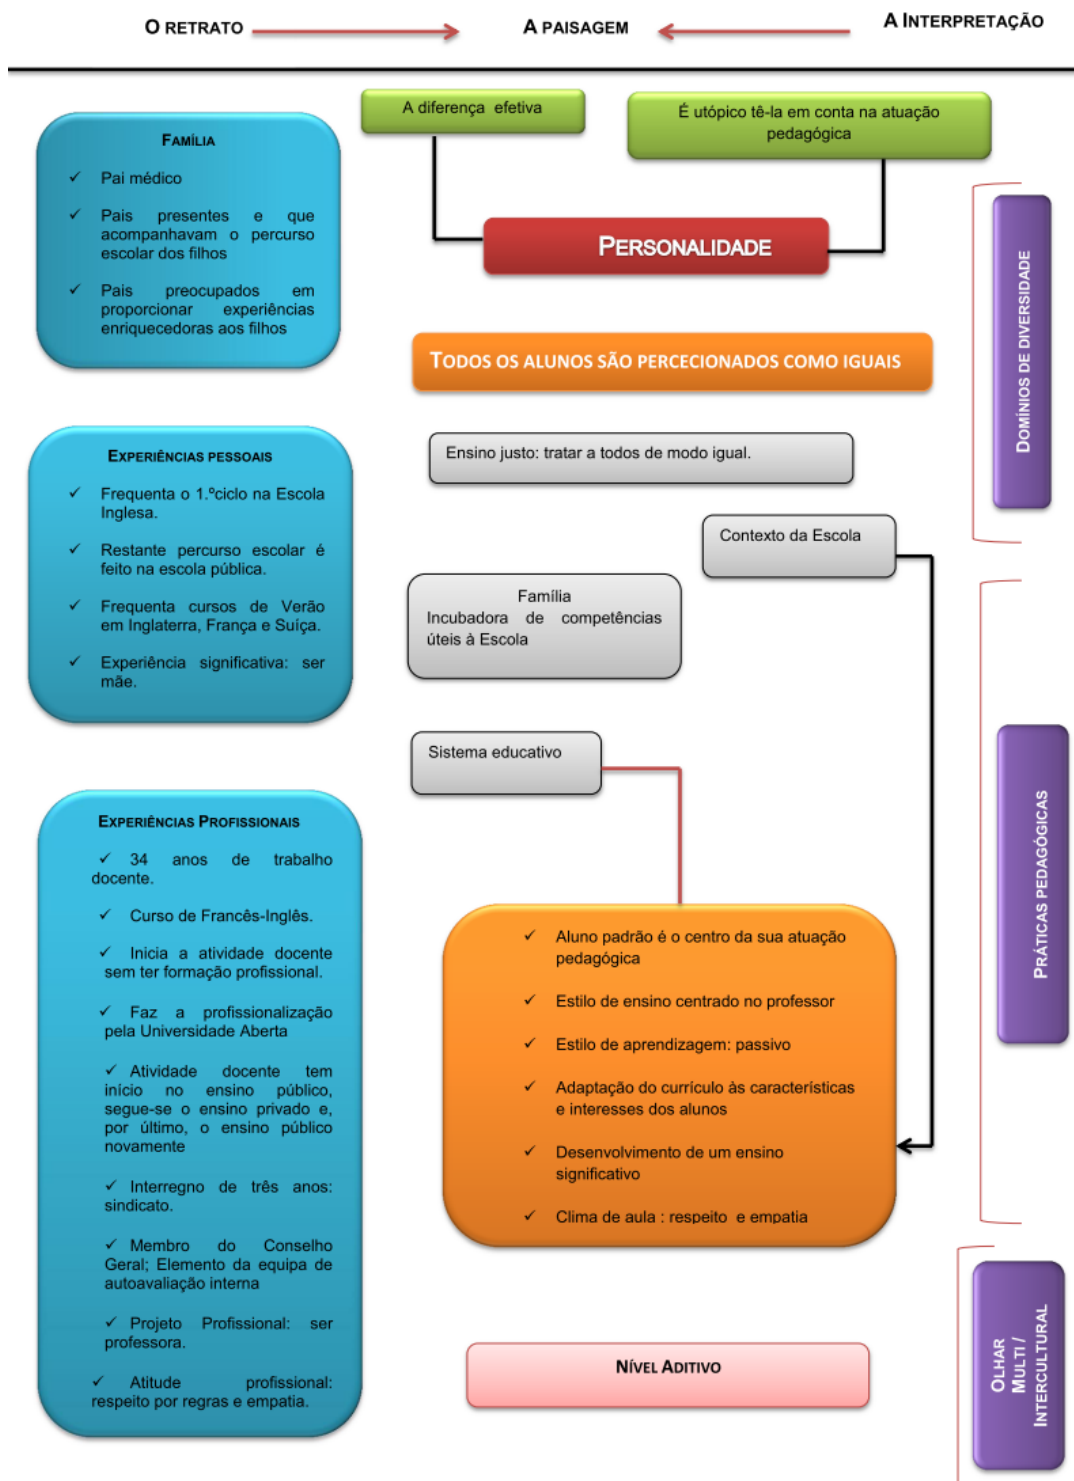 O RETRATO
A PAISAGEM
A INTERPRETAÇÃO
FAMÍLIA
✓ Pai médico
✓ Pais presentes e que
acompanhavam o percurso
escolar dos filhos
✓ Pais preocupados em
proporcionar experiências
enriquecedoras aos filhos
EXPERIÊNCIAS PESSOAIS
✓ Frequenta o 1.ºciclo na Escola
Inglesa.
✓ Restante percurso escolar é
feito na escola pública.
✓ Frequenta cursos de Verão
em Inglaterra, França e Suíça.
✓ Experiência significativa: ser
mãe.
EXPERIÊNCIAS PROFISSIONAIS
✓ 34 anos de trabalho
docente.
✓ Curso de Francês-Inglês.
✓ Inicia a atividade docente
sem ter formação profissional.
✓ Faz a profissionalização
pela Universidade Aberta
✓ Atividade docente tem
início no ensino público,
segue-se o ensino privado e,
por último, o ensino público
novamente
✓ Interregno de três anos:
sindicato.
✓ Membro do Conselho
Geral; Elemento da equipa de
autoavaliação interna
✓ Projeto Profissional: ser
professora.
✓ Atitude profissional:
respeito por regras e empatia.
A diferença efetiva
É utópico tê-la em conta na atuação
pedagógica
PERSONALIDADE
TODOS OS ALUNOS SÃO PERCECIONADOS COMO IGUAIS
Ensino justo: tratar a todos de modo igual.
Contexto da Escola
Família
Incubadora de competências
úteis à Escola
Sistema educativo
✓ Aluno padrão é o centro da sua atuação
pedagógica
✓ Estilo de ensino centrado no professor
✓ Estilo de aprendizagem: passivo
✓ Adaptação do currículo às características
e interesses dos alunos
✓ Desenvolvimento de um ensino
significativo
✓ Clima de aula : respeito e empatia
NÍVEL ADITIVO
DOMÍNIOS DE DIVERSIDADE
PRÁTICAS PEDAGÓGICAS
OLHAR
MULTI /
INTERCULTURAL